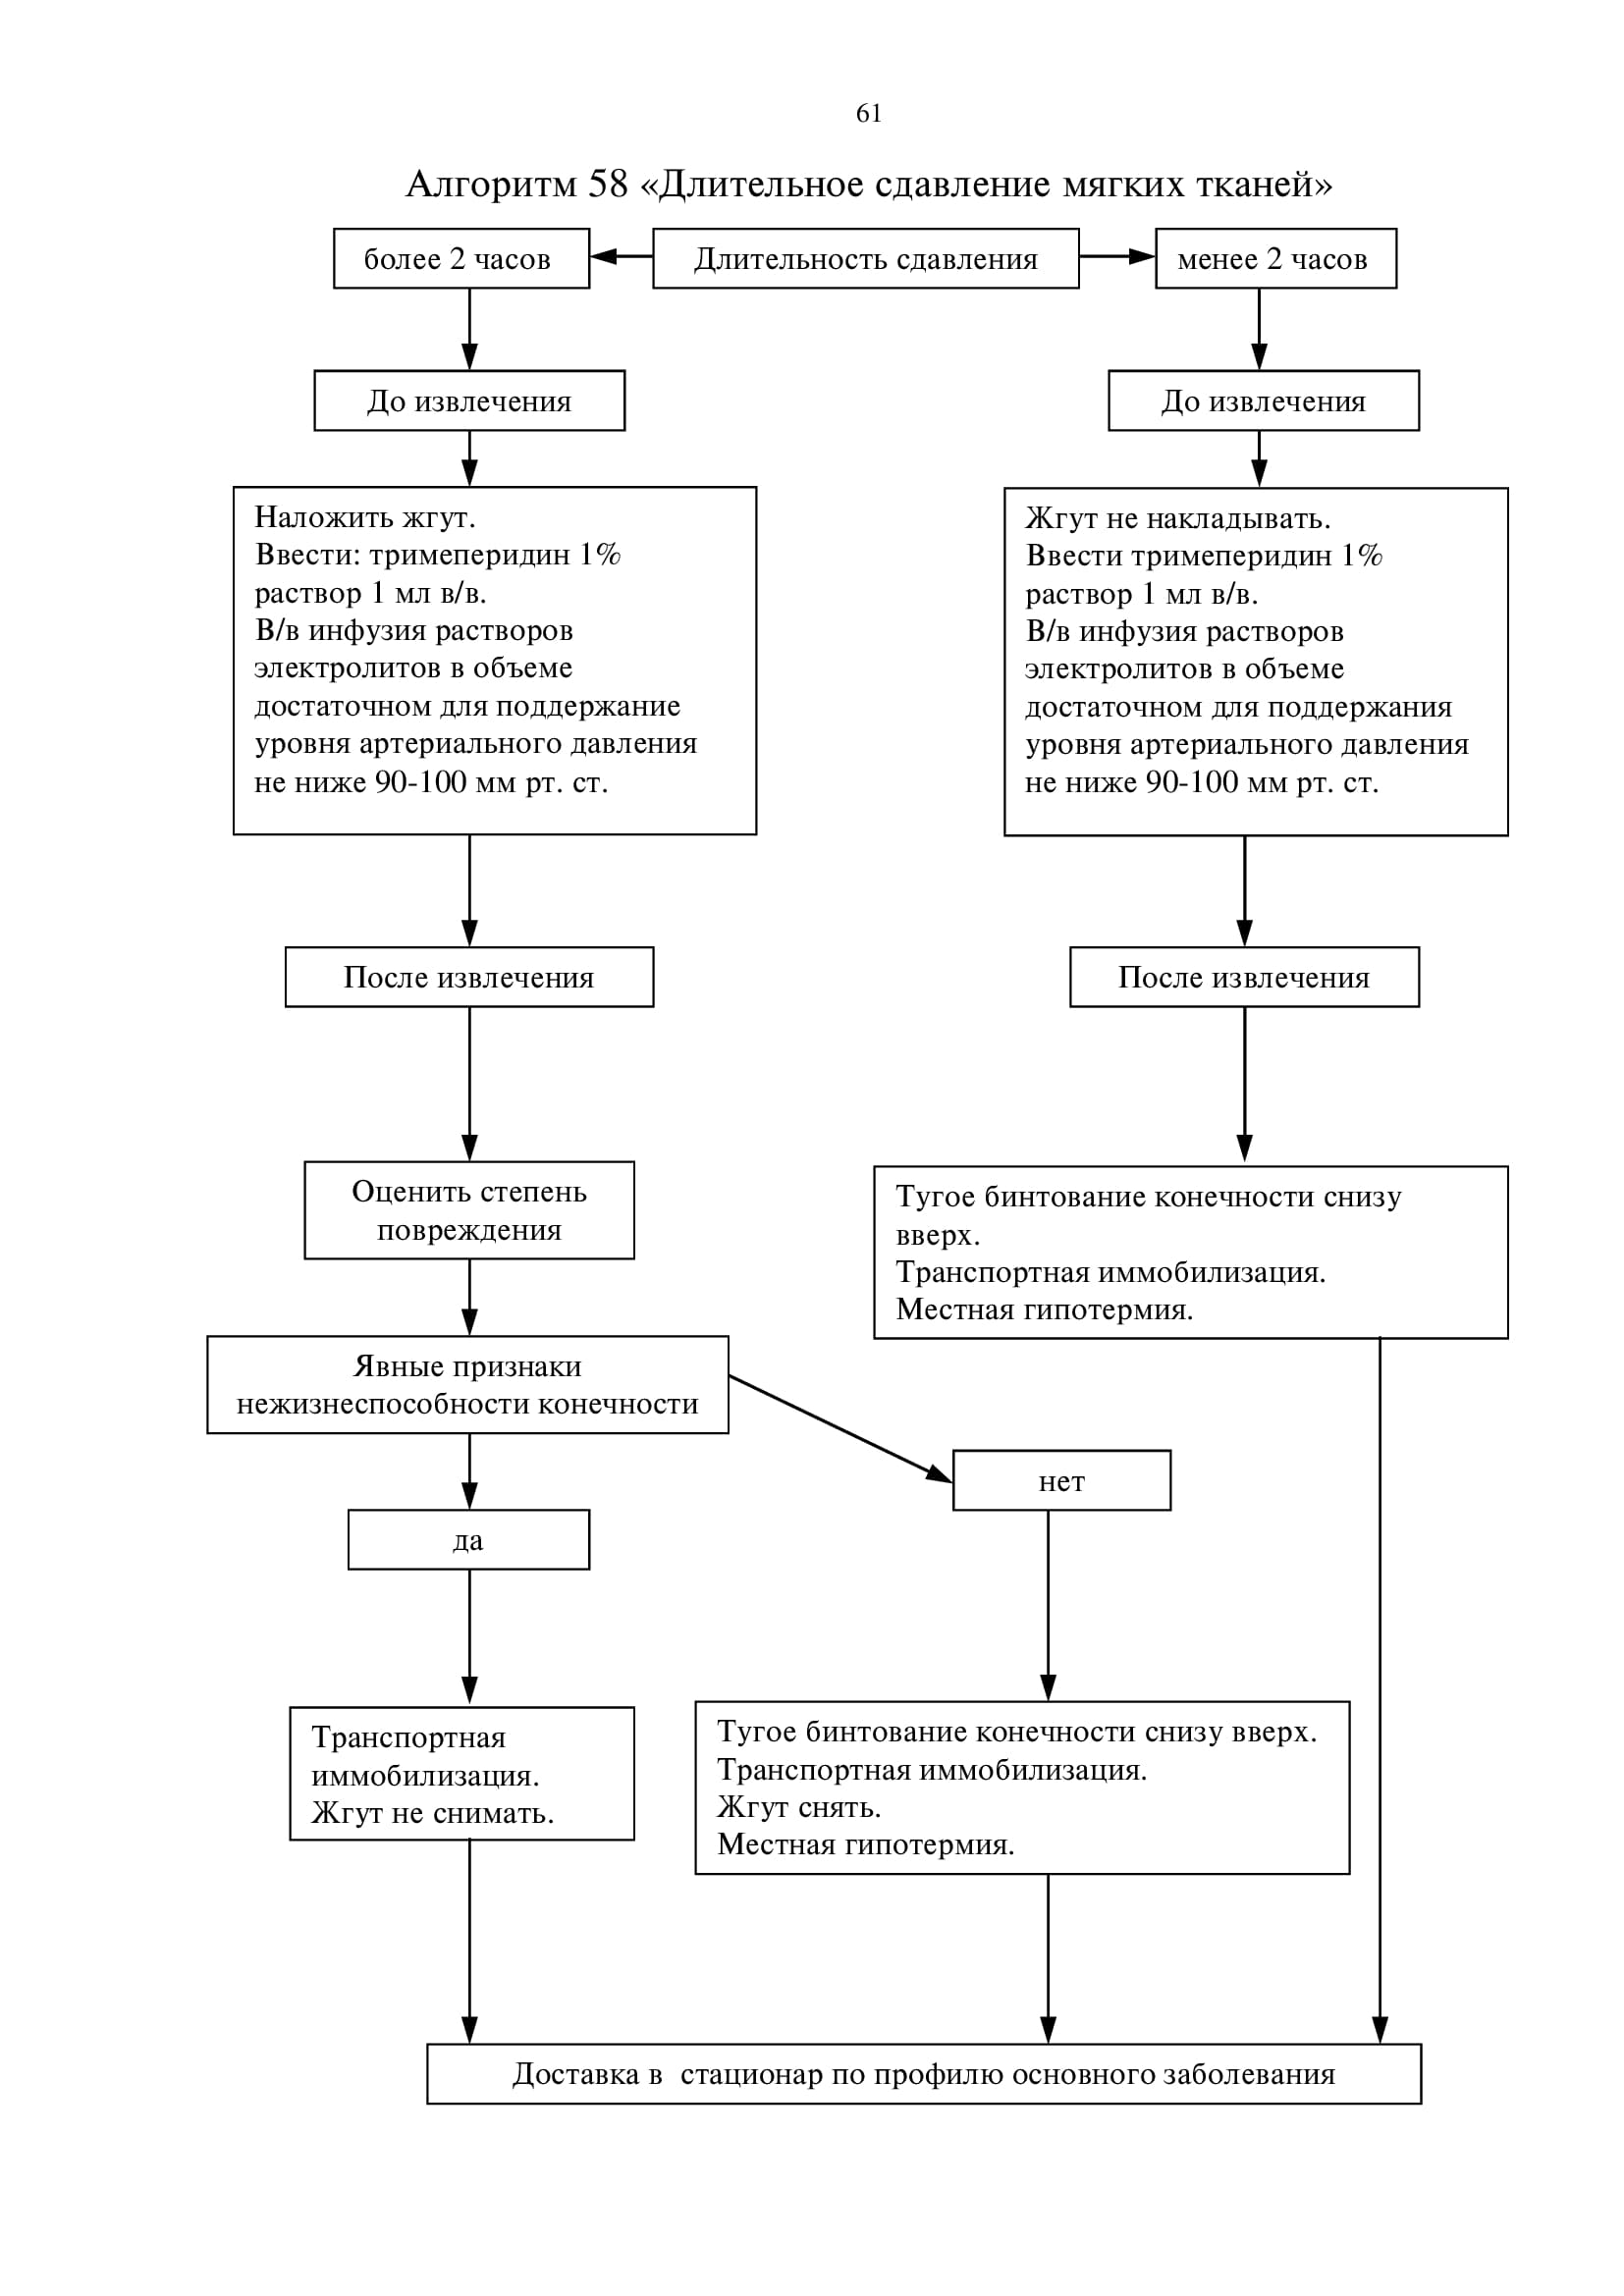 61
Алгоритм 58 «Длительное сдавление мягких тканей»
более 2 часов
Длительность сдавления
менее 2 часов
До извлечения
До извлечения
Наложить жгут.
Ввести: тримеперидин 1%
раствор 1 мл в/в.
В/в инфузия растворов
электролитов в объеме
достаточном для поддержание
уровня артериального давления
не ниже 90-100 мм рт. ст.
Жгут не накладывать.
Ввести тримеперидин 1%
раствор 1 мл в/в.
В/в инфузия растворов
электролитов в объеме
достаточном для поддержания
уровня артериального давления
не ниже 90-100 мм рт. ст.
После извлечения
После извлечения
Оценить степень
повреждения
Тугое бинтование конечности снизу
вверх.
Транспортная иммобилизация.
Местная гипотермия.
Явные признаки
нежизнеспособности конечности
нет
да
Транспортная
иммобилизация.
Жгут не снимать.
Тугое бинтование конечности снизу вверх.
Транспортная иммобилизация.
Жгут снять.
Местная гипотермия.
Доставка в  стационар по профилю основного заболевания